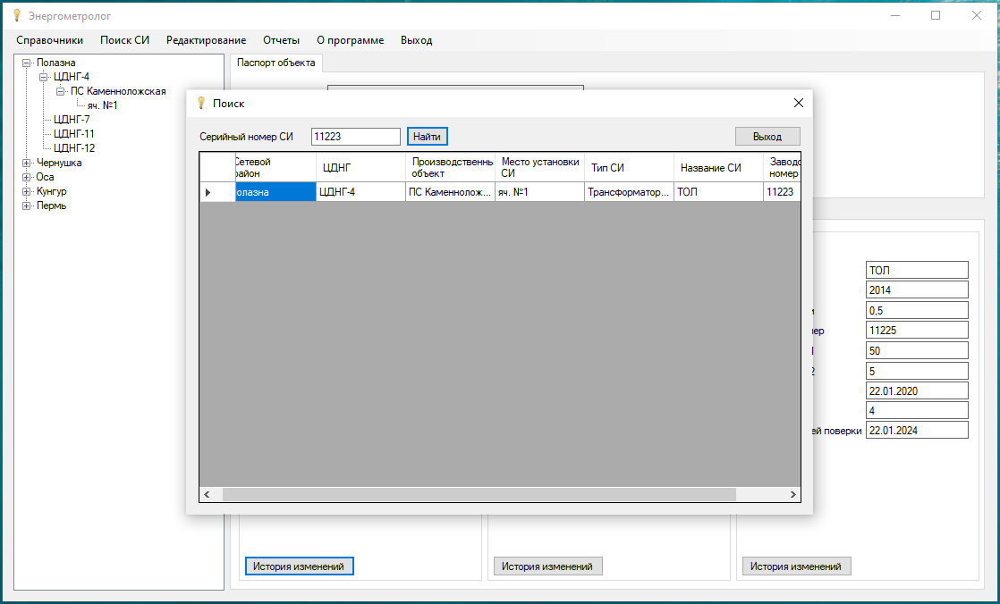 Энергометролог
Справочники Поиск СИ Редактирование Отчеты О программе Выход
Полазна
ЦДНГ-4
ПС Каменноложская
яч. №1
ЦДНГ-7
ЦДНГ-11
ЦДНГ-12
Чернушка
Оса
Кунгур
Пермь
Паспорт объекта
Поиск
Серийный номер СИ 11223 Найти Выход
Сетевой
район
ЦДНГ
Производственны
объект
Место установки
СИ
Тип СИ
Название СИ
Заводс
номер
олазна ЦДНГ-4 ПС Каменнолож... яч. №1 Трансформатор... ТОЛ 11223
ТОЛ
2014
0,5
ер 11225
50
2 5
22.01.2020
4
ей поверки 22.01.2024
История изменений История изменений История изменений